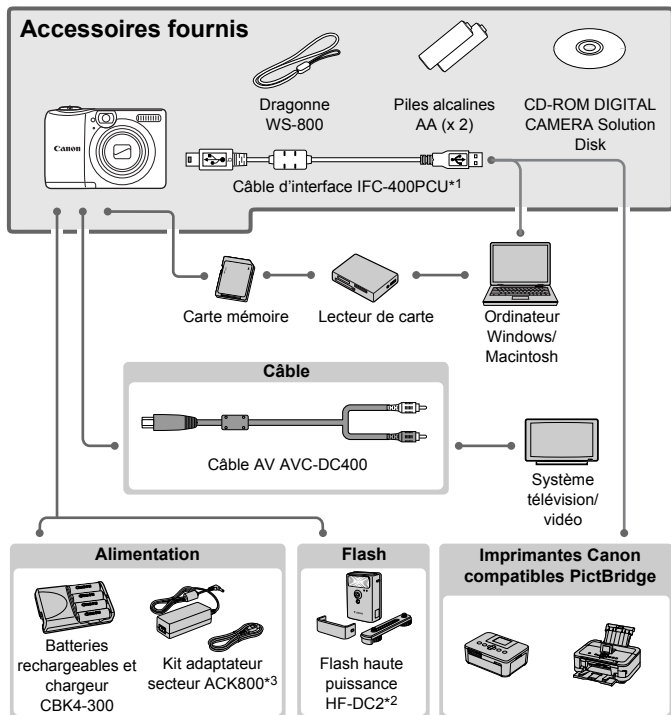 Accessoires fournis
Dragonne
WS-800
Piles alcalines
AA (x 2)
CD-ROM DIGITAL
CAMERA Solution
Disk
Canon
Câble d’interface IFC-400PCU*1
Carte mémoire
Lecteur de carte
Ordinateur
Windows/
Macintosh
Câble
Câble AV AVC-DC400
Système
télévision/
vidéo
Alimentation
Batteries
rechargeables et
chargeur
CBK4-300
Kit adaptateur
secteur ACK800*3
Flash
Flash haute
puissance
HF-DC2*2
Imprimantes Canon
compatibles PictBridge